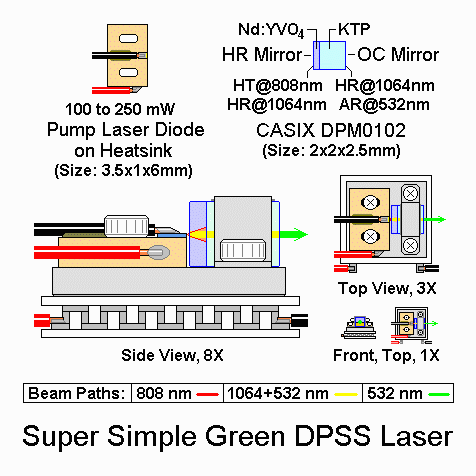 Nd:YVO4 KTP
HR Mirror OC Mirror
HT@808nm HR@1064nm
HR@1064nm AR@532nm
CASIX DPM0102
(Size: 2x2x2.5mm)
100 to 250 mW
Pump Laser Diode
on Heatsink
(Size: 3.5x1x6mm)
Top View, 3X
Side View, 8X
Front, Top, 1X
Beam Paths: 808 nm 1064+532 nm 532 nm
Super Simple Green DPSS Laser